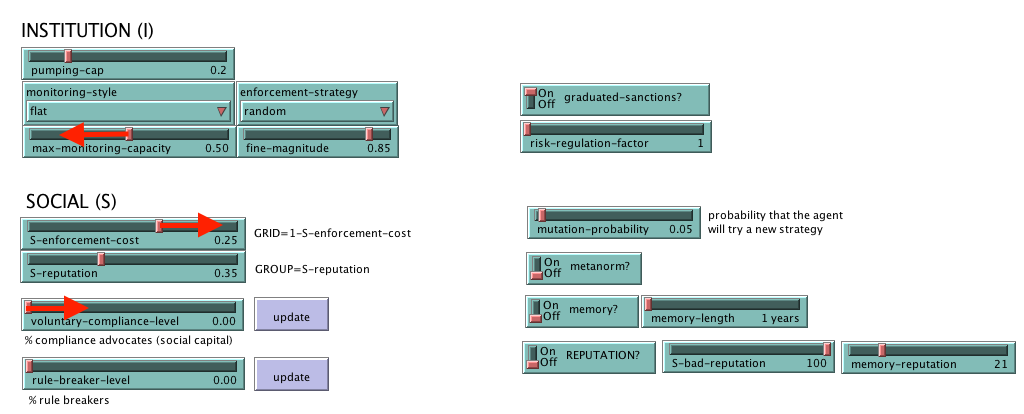 INSTITUTION (I)
pumping-cap 0.2
monitoring-style
flat
enforcement-strategy
random
max-monitoring-capacity 0.50
fine-magnitude 0.85
On
Off
graduated-sanctions?
risk-regulation-factor 1
SOCIAL (S)
S-enforcement-cost 0.25
GRID=1-S-enforcement-cost
S-reputation 0.35
GROUP=S-reputation
voluntary-compliance-level 0.00
update
% compliance advocates (social capital)
rule-breaker-level 0.00
update
% rule breakers
mutation-probability 0.05
probability that the agent
will try a new strategy
On
Off
metanorm?
On
Off
memory?
memory-length 1 years
On
Off
REPUTATION?
S-bad-reputation 100
memory-reputation 21